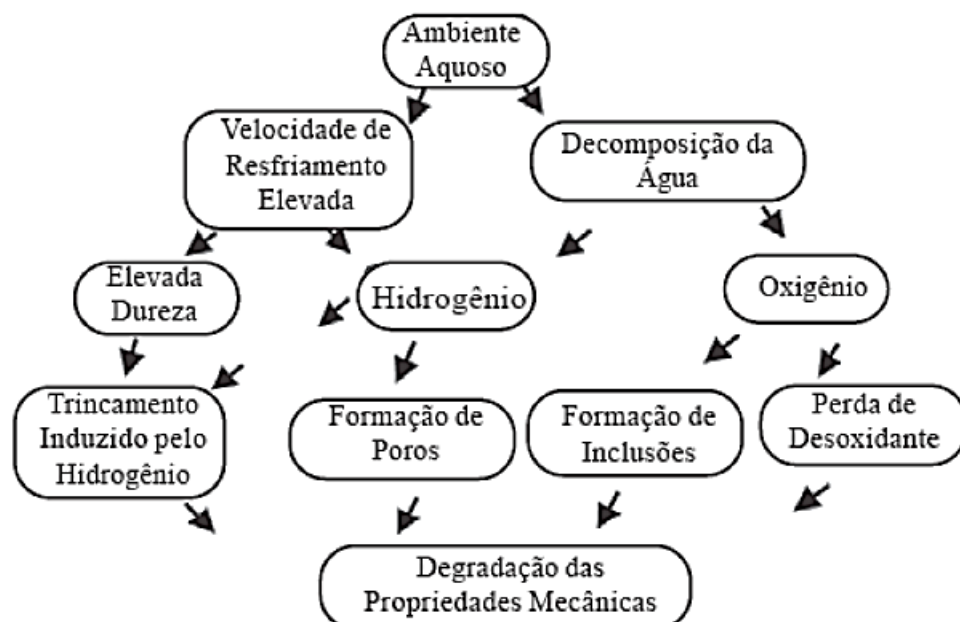 Ambiente
Aquoso
Velocidade de
Resfriamento
Elevada
Decomposição da
Água
Elevada
Dureza
Hidrogênio
Oxigênio
Trincamento
Induzido pelo
Hidrogênio
Formação de
Poros
Formação de
Inclusões
Perda de
Desoxidante
Degradação das
Propriedades Mecânicas